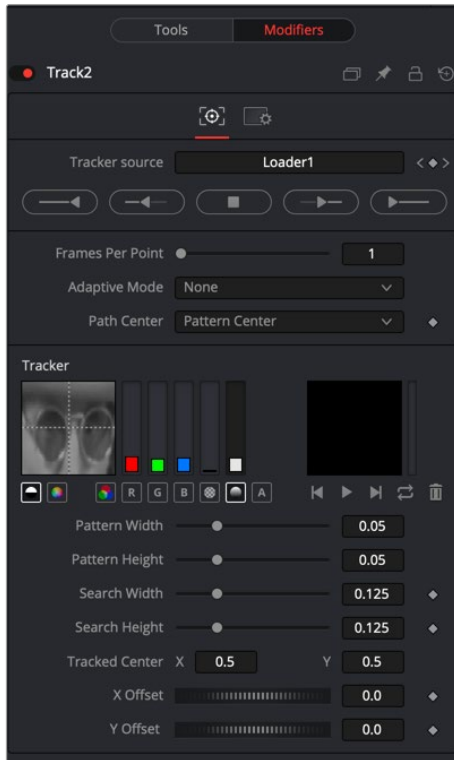 Tools Modifiers
Track2
Tracker source Loader1
Frames Per Point 1
Adaptive Mode None
Path Center Pattern Center
Tracker
R G B A
Pattern Width 0.05
Pattern Height 0.05
Search Width 0.125
Search Height 0.125
Tracked Center X 0.5 Y 0.5
X Offset 0.0
Y Offset 0.0